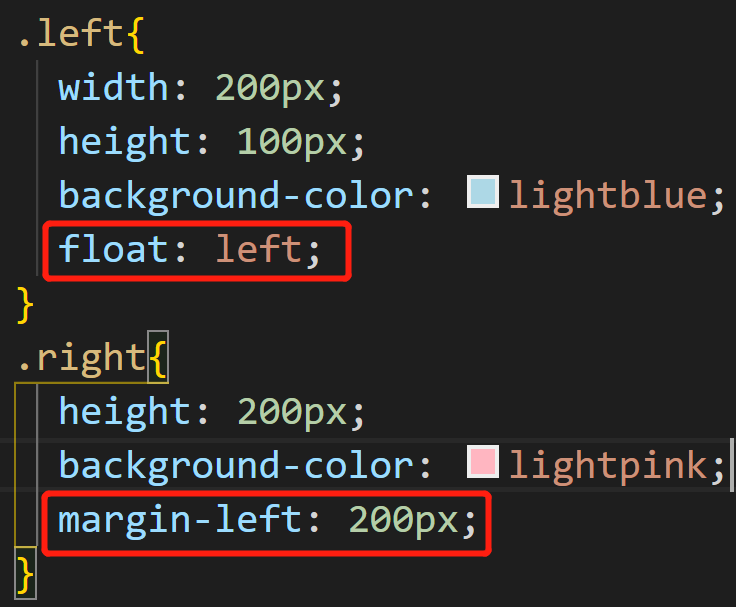 .left{
width: 200px;
height: 100px;
background-color: lightblue;
float: left;
}
.right{
height: 200px;
background-color: lightpink;
margin-left: 200px;
}